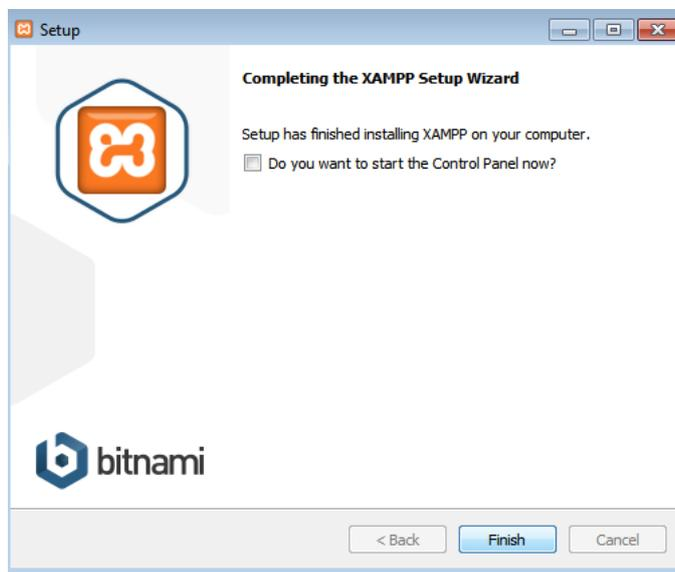 Setup
Completing the XAMPP Setup Wizard
Setup has finished installing XAMPP on your computer.
Do you want to start the Control Panel now?
bitnami
< Back
Finish
Cancel